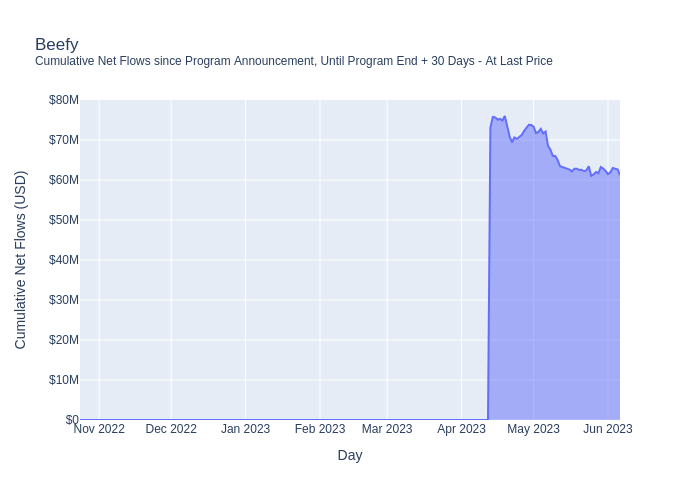 Beefy
Cumulative Net Flows since Program Announcement, Until Program End + 30 Days - At Last Price
Cumulative Net Flows (USD)
$80M
$70M
$60M
$50M
$40M
$30M
$20M
$10M
$0
Nov 2022 Dec 2022 Jan 2023 Feb 2023 Mar 2023 Apr 2023 May 2023 Jun 2023
Day